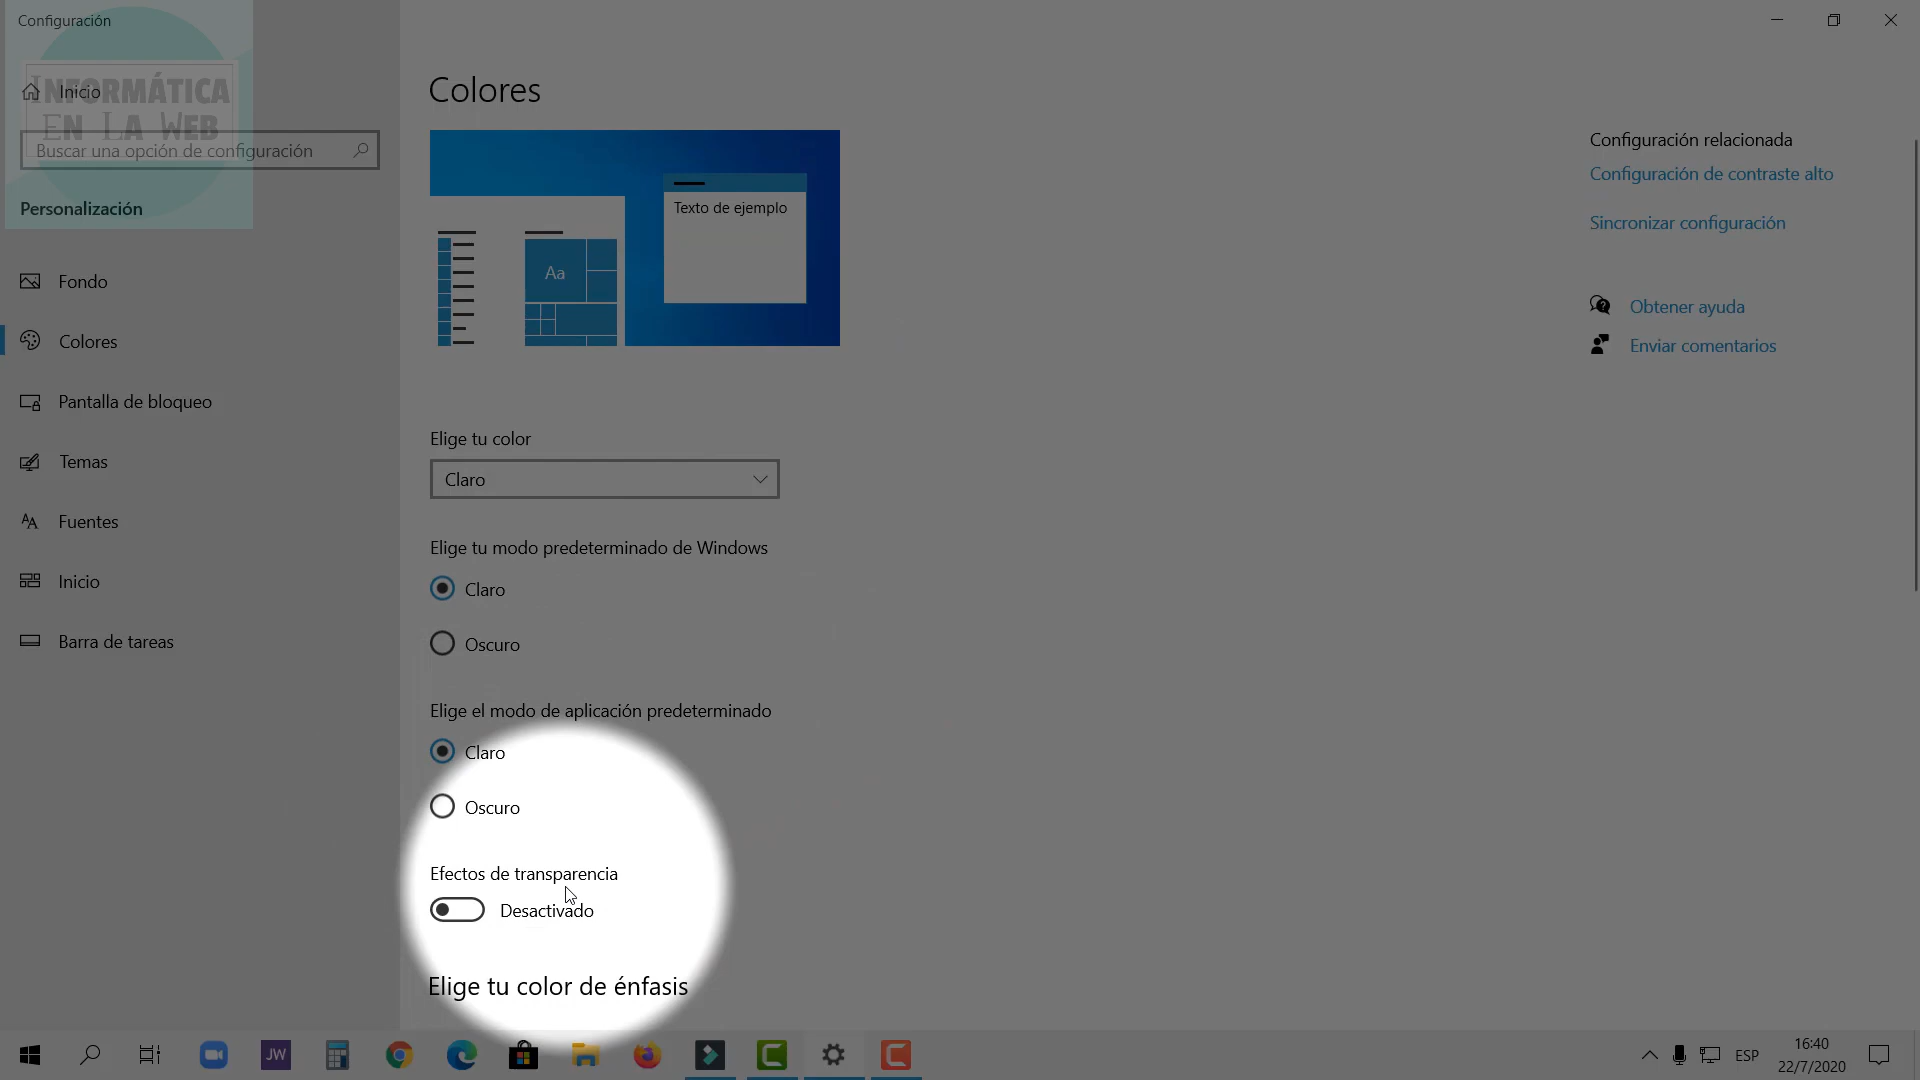 Configuración
INFORMÁTICA
EN LA WEB
Inicio
Buscar una opción de configuración
Personalización
Fondo
Colores
Pantalla de bloqueo
Temas
Fuentes
Inicio
Barra de tareas
Colores
Texto de ejemplo
Aa
Elige tu color
Claro
Elige tu modo predeterminado de Windows
Claro
Oscuro
Elige el modo de aplicación predeterminado
Claro
Oscuro
Efectos de transparencia
Desactivado
Elige tu color de énfasis
Configuración relacionada
Configuración de contraste alto
Sincronizar configuración
Obtener ayuda
Enviar comentarios
JW
ESP
16:40
22/7/2020